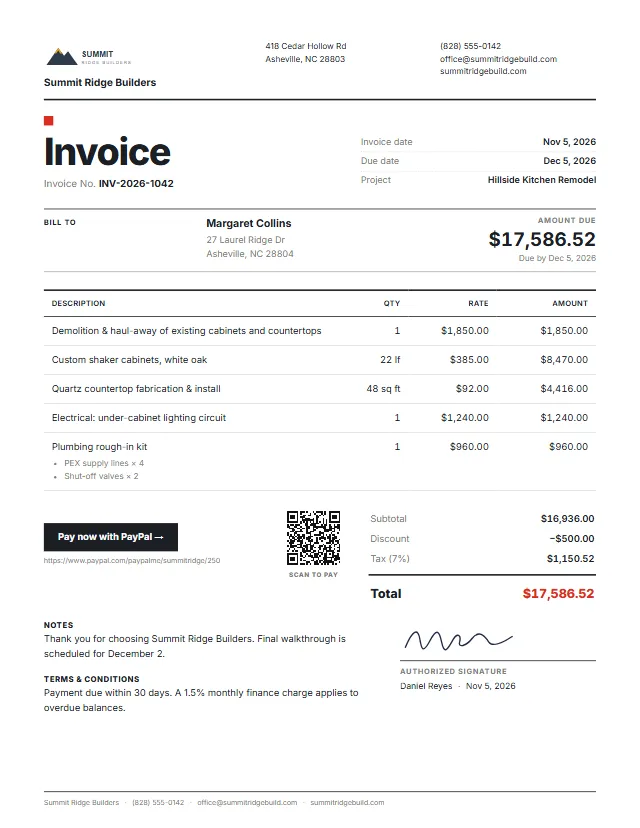 SUMMIT
RIDGE BUILDERS
Summit Ridge Builders
418 Cedar Hollow Rd
Asheville, NC 28803
(828) 555-0142
office@summitridgebuild.com
summitridgebuild.com
Invoice
Invoice No. INV-2026-1042
Invoice date Nov 5, 2026
Due date Dec 5, 2026
Project Hillside Kitchen Remodel
BILL TO
Margaret Collins
27 Laurel Ridge Dr
Asheville, NC 28804
AMOUNT DUE
$17,586.52
Due by Dec 5, 2026
DESCRIPTION QTY RATE AMOUNT
Demolition & haul-away of existing cabinets and countertops 1 $1,850.00 $1,850.00
Custom shaker cabinets, white oak 22 lf $385.00 $8,470.00
Quartz countertop fabrication & install 48 sq ft $92.00 $4,416.00
Electrical: under-cabinet lighting circuit 1 $1,240.00 $1,240.00
Plumbing rough-in kit 1 $960.00 $960.00
• PEX supply lines × 4
• Shut-off valves × 2
Pay now with PayPal →
https://www.paypal.com/paypalme/summitridge/250
SCAN TO PAY
Subtotal $16,936.00
Discount −$500.00
Tax (7%) $1,150.52
Total $17,586.52
NOTES
Thank you for choosing Summit Ridge Builders. Final walkthrough is
scheduled for December 2.
TERMS & CONDITIONS
Payment due within 30 days. A 1.5% monthly finance charge applies to
overdue balances.
AUTHORIZED SIGNATURE
Daniel Reyes · Nov 5, 2026
Summit Ridge Builders · (828) 555-0142 · office@summitridgebuild.com · summitridgebuild.com